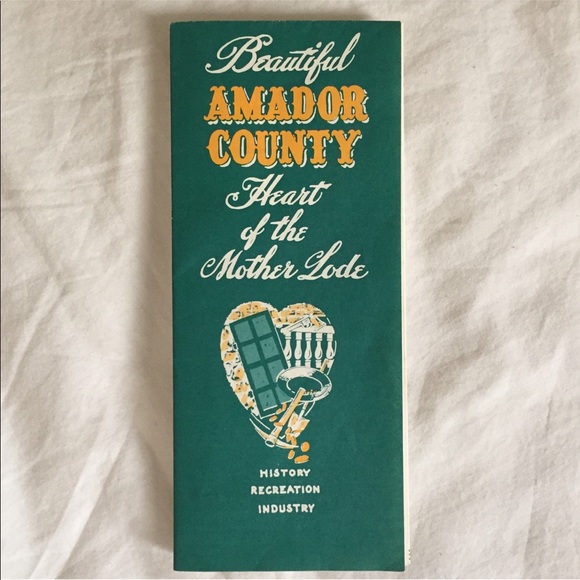 Beautiful
AMADOR
COUNTY
Heart
of the
Mother Lode
HISTORY
RECREATION
INDUSTRY